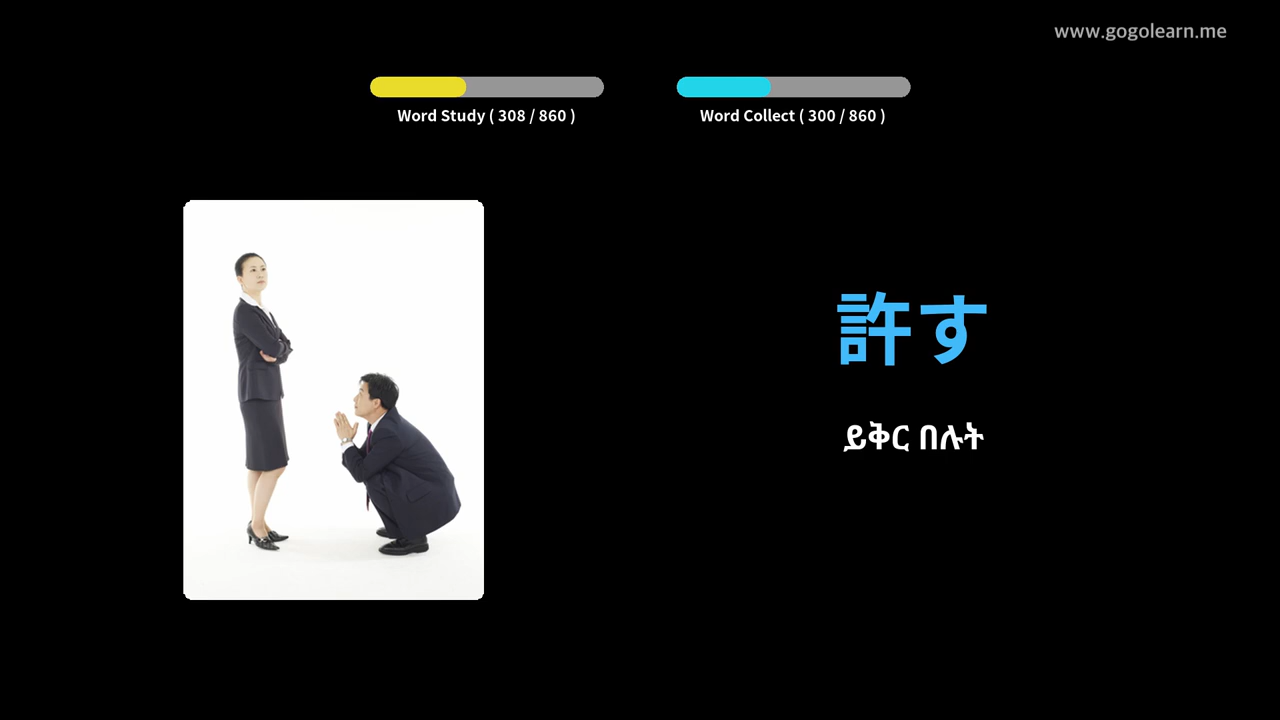 www.gogolearn.me
Word Study ( 308 / 860 )
Word Collect ( 300 / 860 )
許す
ይቅር በሉት